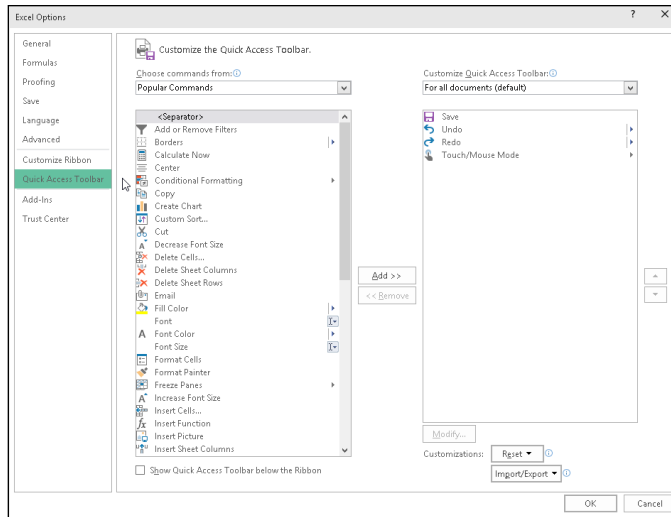 Excel Options
? X
General
Formulas
Proofing
Save
Language
Advanced
Customize Ribbon
Quick Access Toolbar
Add-Ins
Trust Center
Customize the Quick Access Toolbar.
Choose commands from:
Popular Commands
<Separator>
Add or Remove Filters
Borders
Calculate Now
Center
Conditional Formatting
Copy
Create Chart
Custom Sort...
Cut
Decrease Font Size
Delete Cells...
Delete Sheet Columns
Delete Sheet Rows
Email
Fill Color
Font
Font Color
Font Size
Format Cells
Format Painter
Freeze Panes
Increase Font Size
Insert Cells...
Insert Function
Insert Picture
Insert Sheet Columns
Show Quick Access Toolbar below the Ribbon
Add >>
<< Remove
Customize Quick Access Toolbar:
For all documents (default)
Save
Undo
Redo
Touch/Mouse Mode
Modify...
Customizations: Reset
Import/Export
OK Cancel